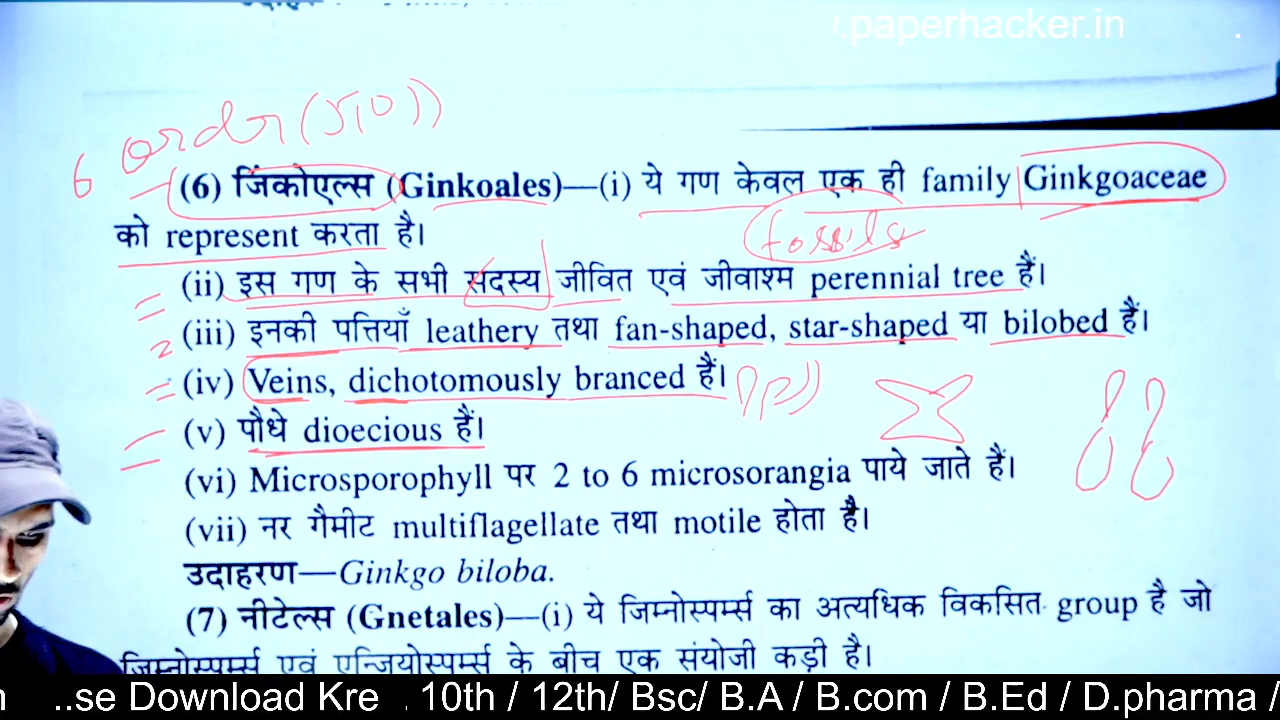 .paperhacker.in .
6 order
(6) जिंकोएल्स (Ginkoales)—(i) ये गण केवल एक ही family Ginkgoaceae
को represent करता है।
fossils
(ii) इस गण के सभी सदस्य जीवित एवं जीवाश्म perennial tree हैं।
(iii) इनकी पत्तियाँ leathery तथा fan-shaped, star-shaped या bilobed हैं।
(iv) Veins, dichotomously branced हैं।
(v) पौधे dioecious हैं।
(vi) Microsporophyll पर 2 to 6 microsorangia पाये जाते हैं।
(vii) नर गैमीट multiflagellate तथा motile होता है।
उदाहरण—Ginkgo biloba.
(7) नीटेल्स (Gnetales)—(i) ये जिम्नोस्पर्म्स का अत्यधिक विकसित group है जो
जिम्नोस्पर्म्स एवं एन्जियोस्पर्म्स के बीच एक संयोजी कड़ी है।
..se Download Kre . 10th / 12th/ Bsc/ B.A / B.com / B.Ed / D.pharma /